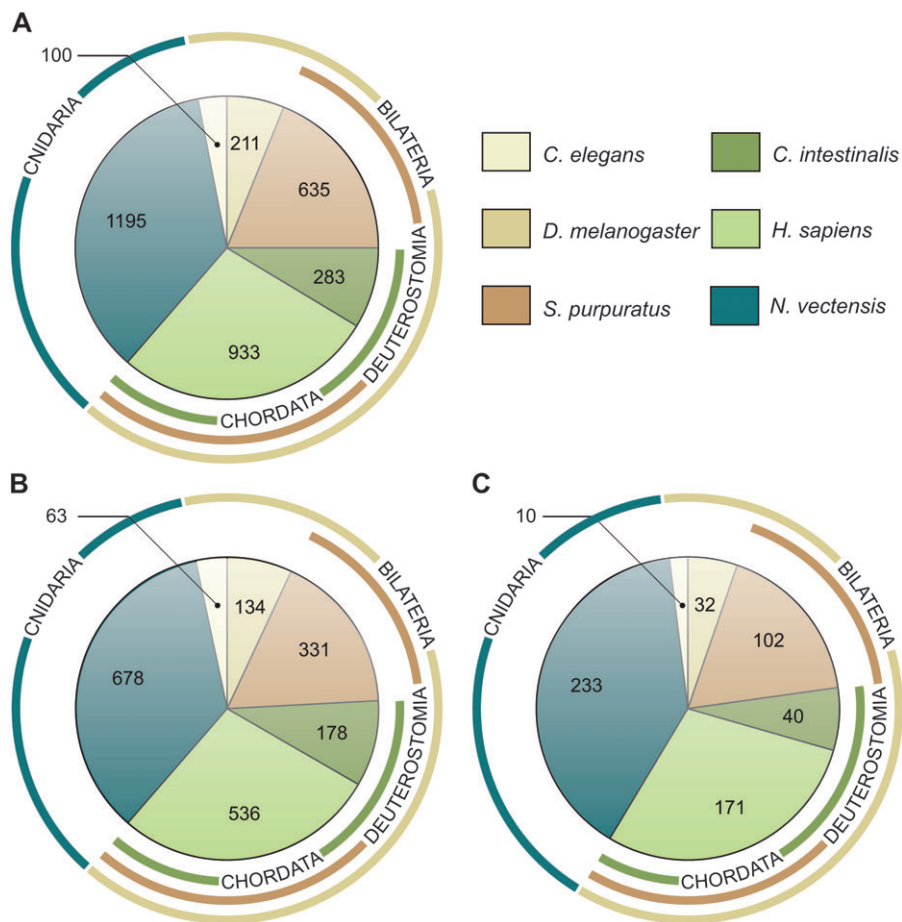 A
100
211
635
283
933
1195
CNIDARIA
BILATERIA
DEUTEROSTOMIA
CHORDATA
C. elegans
D. melanogaster
S. purpuratus
C. intestinalis
H. sapiens
N. vectensis
B
63
134
331
178
536
678
CNIDARIA
BILATERIA
DEUTEROSTOMIA
CHORDATA
C
10
32
102
40
171
233
CNIDARIA
BILATERIA
DEUTEROSTOMIA
CHORDATA